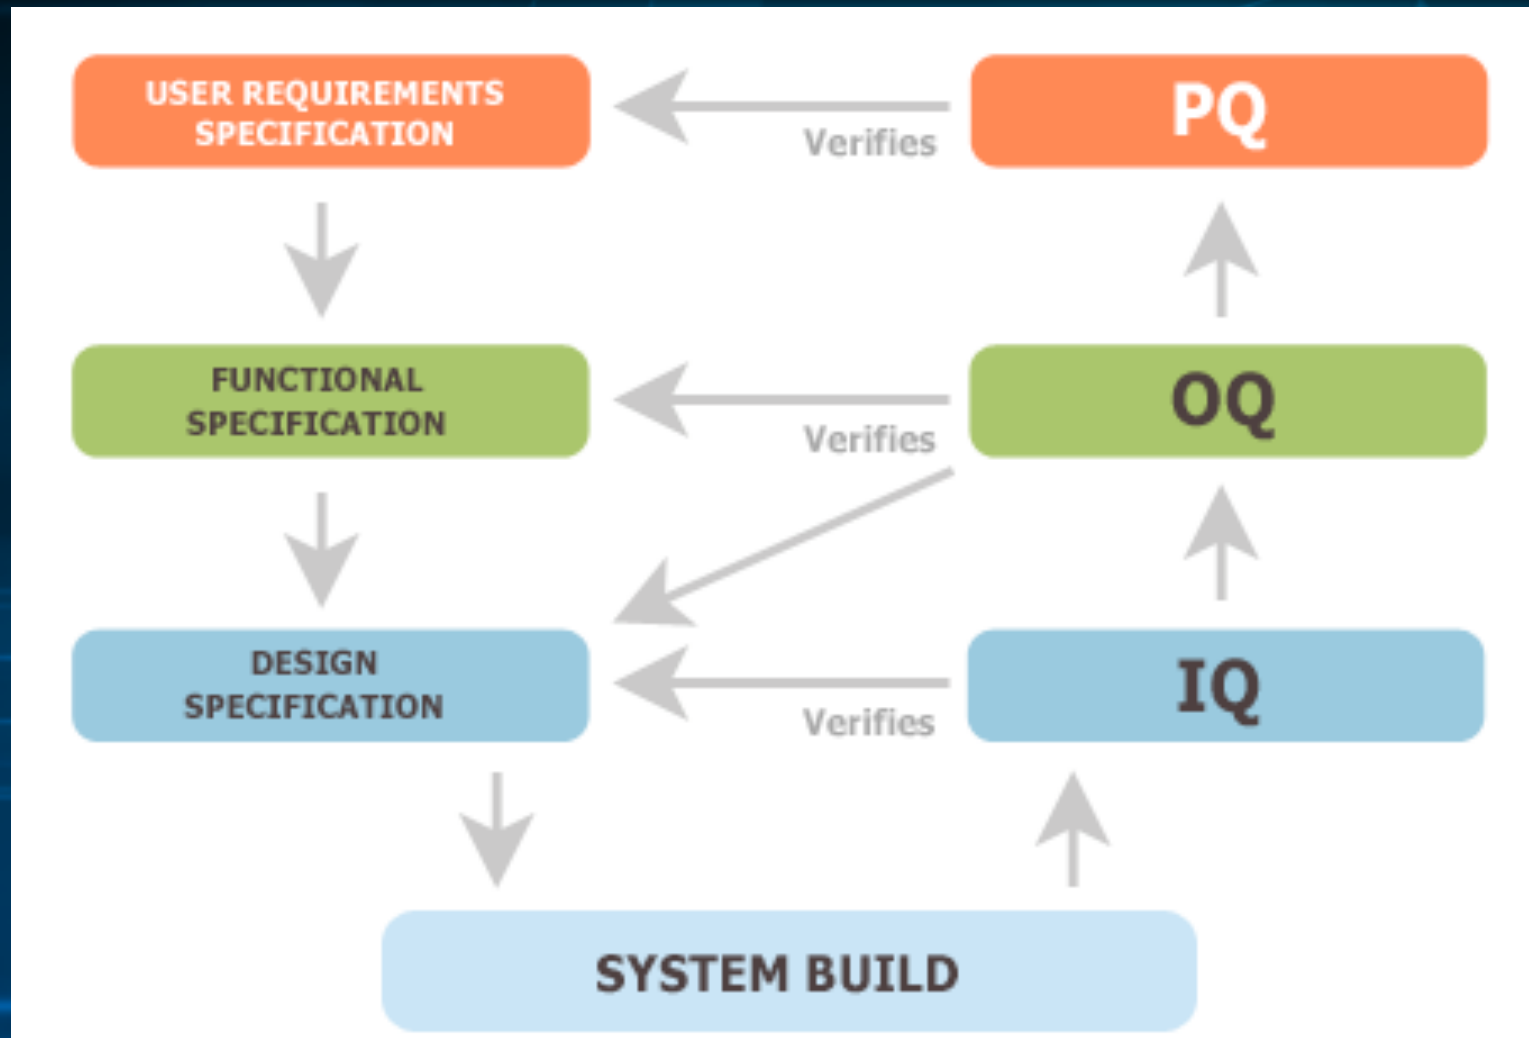 USER REQUIREMENTS
SPECIFICATION
Verifies
PQ
FUNCTIONAL
SPECIFICATION
Verifies
OQ
DESIGN
SPECIFICATION
Verifies
IQ
SYSTEM BUILD